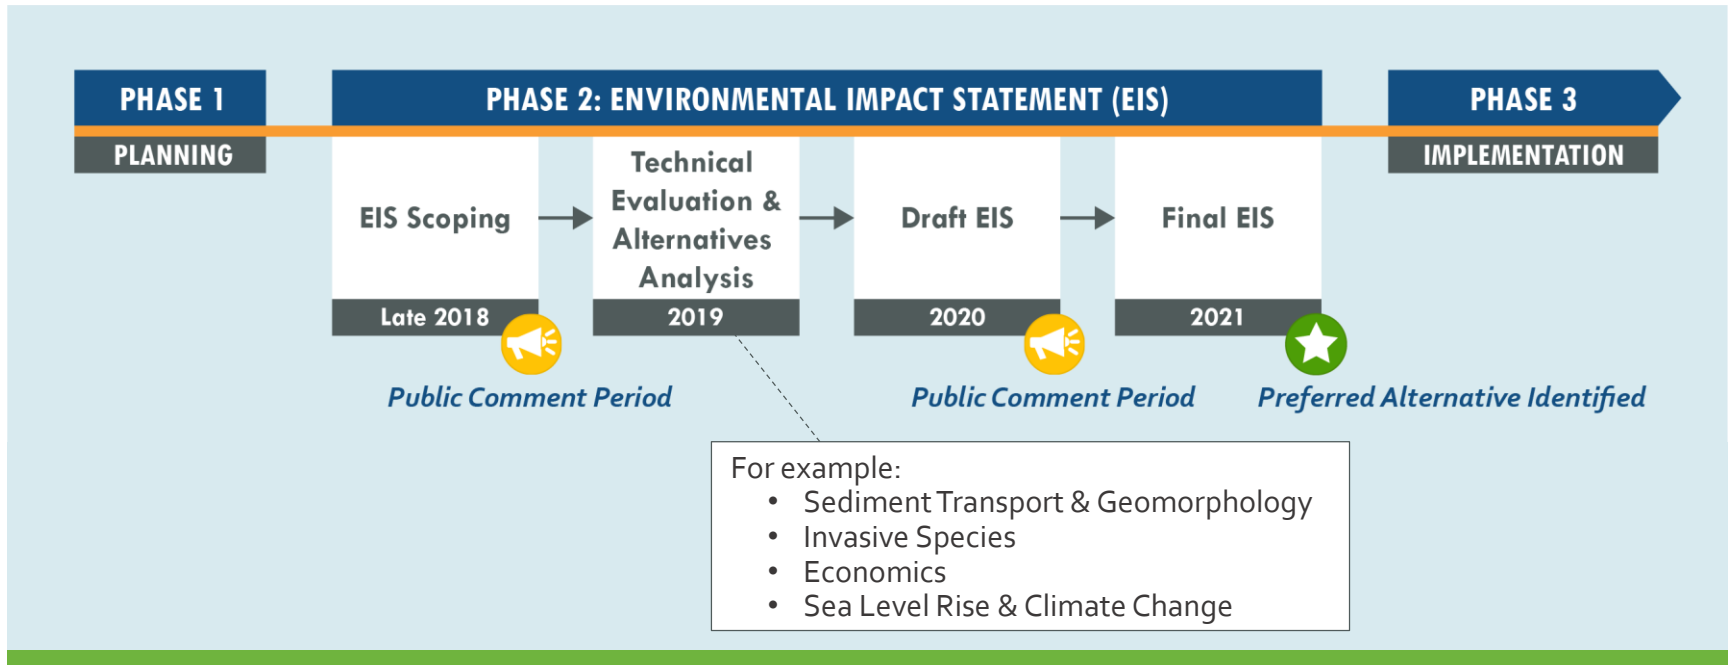 PHASE 1
PLANNING
PHASE 2: ENVIRONMENTAL IMPACT STATEMENT (EIS)
EIS Scoping
Late 2018
Public Comment Period
Technical
Evaluation &
Alternatives
Analysis
2019
For example:
• Sediment Transport & Geomorphology
• Invasive Species
• Economics
• Sea Level Rise & Climate Change
Draft EIS
2020
Public Comment Period
Final EIS
2021
Preferred Alternative Identified
PHASE 3
IMPLEMENTATION